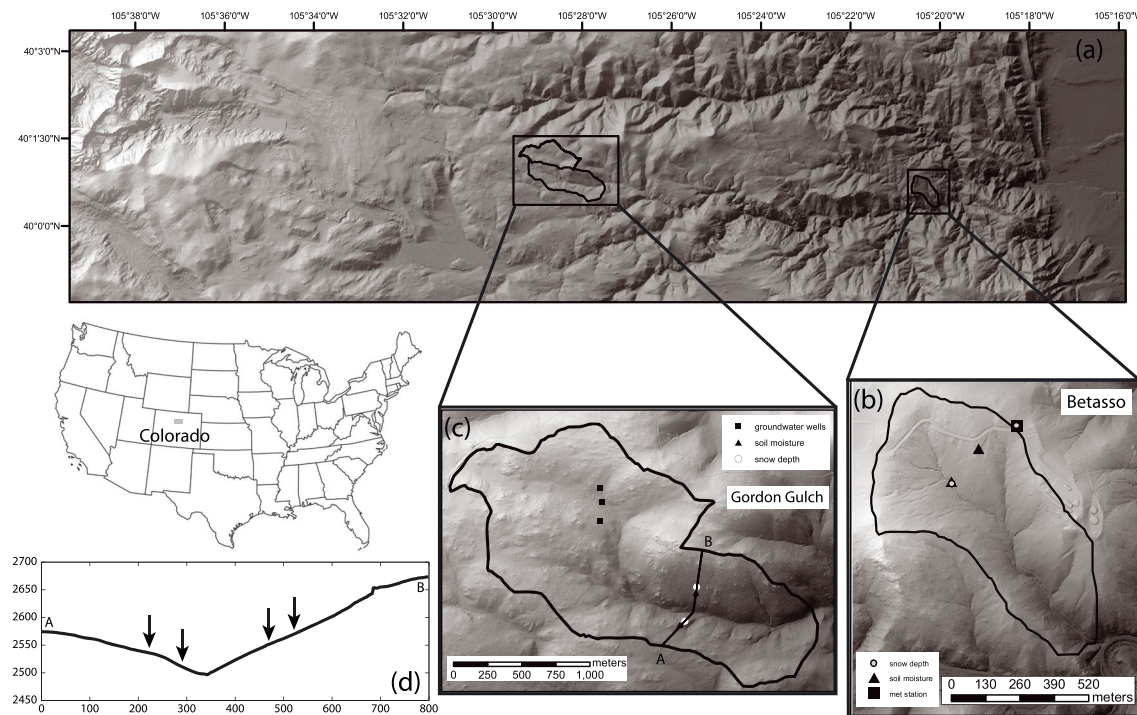 105°38'0"W 105°36'0"W 105°34'0"W 105°32'0"W 105°30'0"W 105°28'0"W 105°26'0"W 105°24'0"W 105°22'0"W 105°20'0"W 105°18'0"W 105°16'0"W
(a)
40°3'0"N
40°1'30"N
40°0'0"N
Colorado
(c)
groundwater wells
soil moisture
snow depth
Gordon Gulch
B
A
0 250 500 750 1,000
meters
(b)
Betasso
snow depth
soil moisture
met station
0 130 260 390 520
meters
2700
2650
2600
2550
2500
2450
A
B
(d)
0 100 200 300 400 500 600 700 800